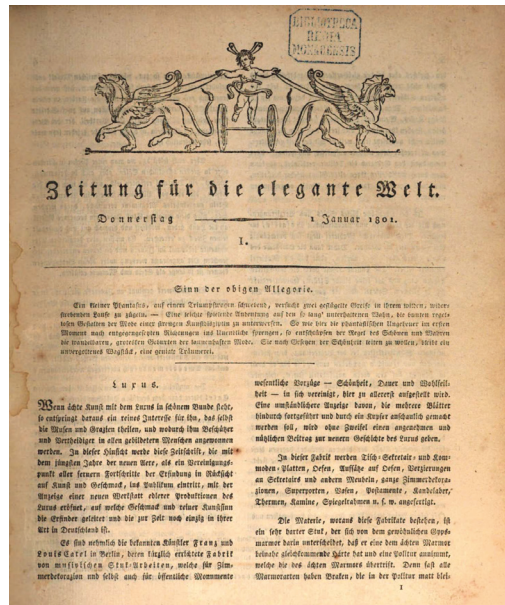 BIBLIOTHECA
REGIA
MONACENSIS
Zeitung für die elegante Welt.
Donnerstag 1 Januar 1801.
1.
Sinn der obigen Allegorie.
Ein kleiner Phantasus, auf einem Triumphwagen stehend, versucht zwei geflügelte Greife in ihrem wilden, wider-
strebenden Laufe zu zügeln. — Eine leichte spielende Andeutung auf den so lang' unterhaltenen Wahn, die bunten regel-
losen Gestalten der Mode einer strengen Kunstdisziplin zu unterwerfen. So wie hier die phantastischen Ungeheuer im ersten
Moment nach entgegengesetzten Richtungen ins Unendliche sprengen, so entschlüpfen der Regel des Schönen und Wahren
die wandelbaren, grotesken Geburten der launenhaften Mode. Sie nach Gesetzen der Schönheit leiten zu wollen, bleibt ein
unvergoltenes Wagstück, eine geniale Träumerei.
Luxus.
Wenn ächte Kunst mit dem Luxus in schönem Bunde steht,
so entspringt daraus ein reines Interesse für ihn, das selbst
die Musen und Grazien theilen, und wodurch ihm Beschützer
und Vertheidiger in allen gebildetern Menschen angewonnen
werden. In dieser Hinsicht werde diese Zeitschrift, die mit
dem jüngsten Jahre der neuen Aere, als ein Vereinigungs-
punkt aller fernern Fortschritte der Erfindung in Rücksicht
auf Kunst und Geschmack, ins Publikum eintritt, mit der
Anzeige einer neuen Werkstatt edlerer Produktionen des
Luxus eröfnet, auf welche Geschmack und neuer Kunstsinn
die Erfinder geleitet und die zur Zeit noch einzig in ihrer
Art in Deutschland ist.
Es sind nehmlich die bekannten Künstler Franz und
Louis Catel in Berlin, deren kürzlich errichtete Fabrik
von musivischen Stuk-Arbeiten, welche für Zim-
merdekorazion und selbst auch für öffentliche Monumente
wesentliche Vorzüge — Schönheit, Dauer und Wohlfeil-
heit — in sich vereinigt, hier zu allererst aufgestellt wird.
Eine umständlichere Anzeige davon, die mehrere Blätter
hindurch fortgeführt und durch ein Kupfer anschaulich gemacht
werden soll, wird ohne Zweifel einen angenehmen und
nützlichen Beitrag zur neuern Geschichte des Luxus geben.
In dieser Fabrik werden Tisch-Sekretair- und Kom-
moden-Platten, Oefen, Aufsätze auf Oefen, Verzierungen
an Sekretairs und andern Meubeln, ganze Zimmerdekora-
zionen, Superporten, Vasen, Postamente, Kandelaber,
Thermen, Kamine, Spiegelrahmen u. s. w. angefertigt.
Die Materie, woraus diese Fabrikate bestehen, ist
ein sehr harter Stuk, der sich von dem gewöhnlichen Gyps-
marmor darin unterscheidet, daß er eine dem ächten Marmor
beinahe gleichkommende Härte hat und eine Politur annimmt,
welche die des ächten Marmors übertrift. Denn fast alle
Marmorarten haben Braken, die in der Politur matt blei-
1